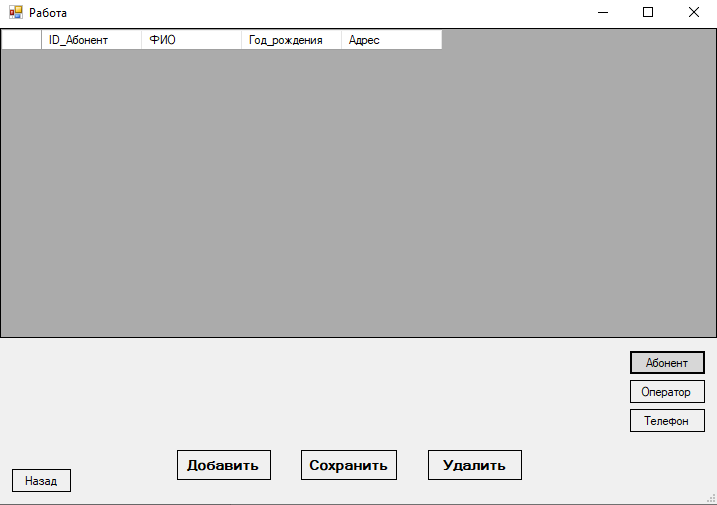 Работа
ID_Абонент ФИО Год_рождения Адрес
Абонент
Оператор
Телефон
Добавить Сохранить Удалить
Назад